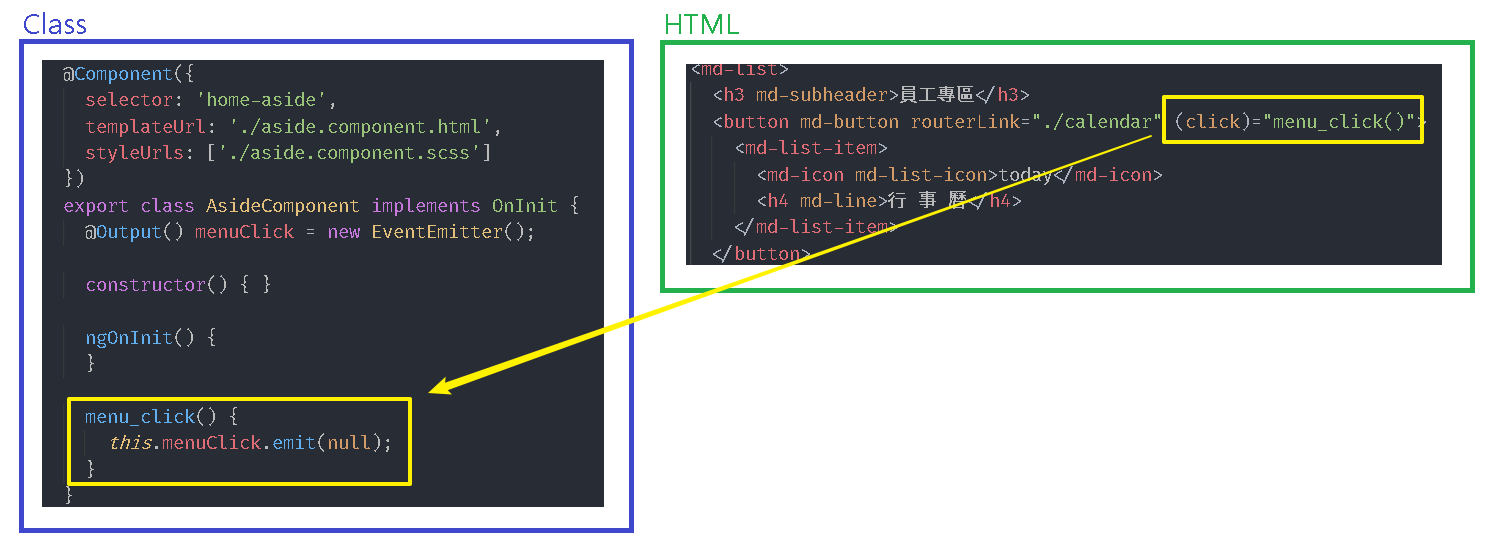 Class
@Component({
selector: 'home-aside',
templateUrl: './aside.component.html',
styleUrls: ['./aside.component.scss']
})
export class AsideComponent implements OnInit {
@Output() menuClick = new EventEmitter();
constructor() { }
ngOnInit() {
}
menu_click() {
this.menuClick.emit(null);
}
}
HTML
<md-list>
<h3 md-subheader>員工專區</h3>
<button md-button routerLink="./calendar" (click)="menu_click()">
<md-list-item>
<md-icon md-list-icon>today</md-icon>
<h4 md-line>行 事 曆</h4>
</md-list-item>
</button>